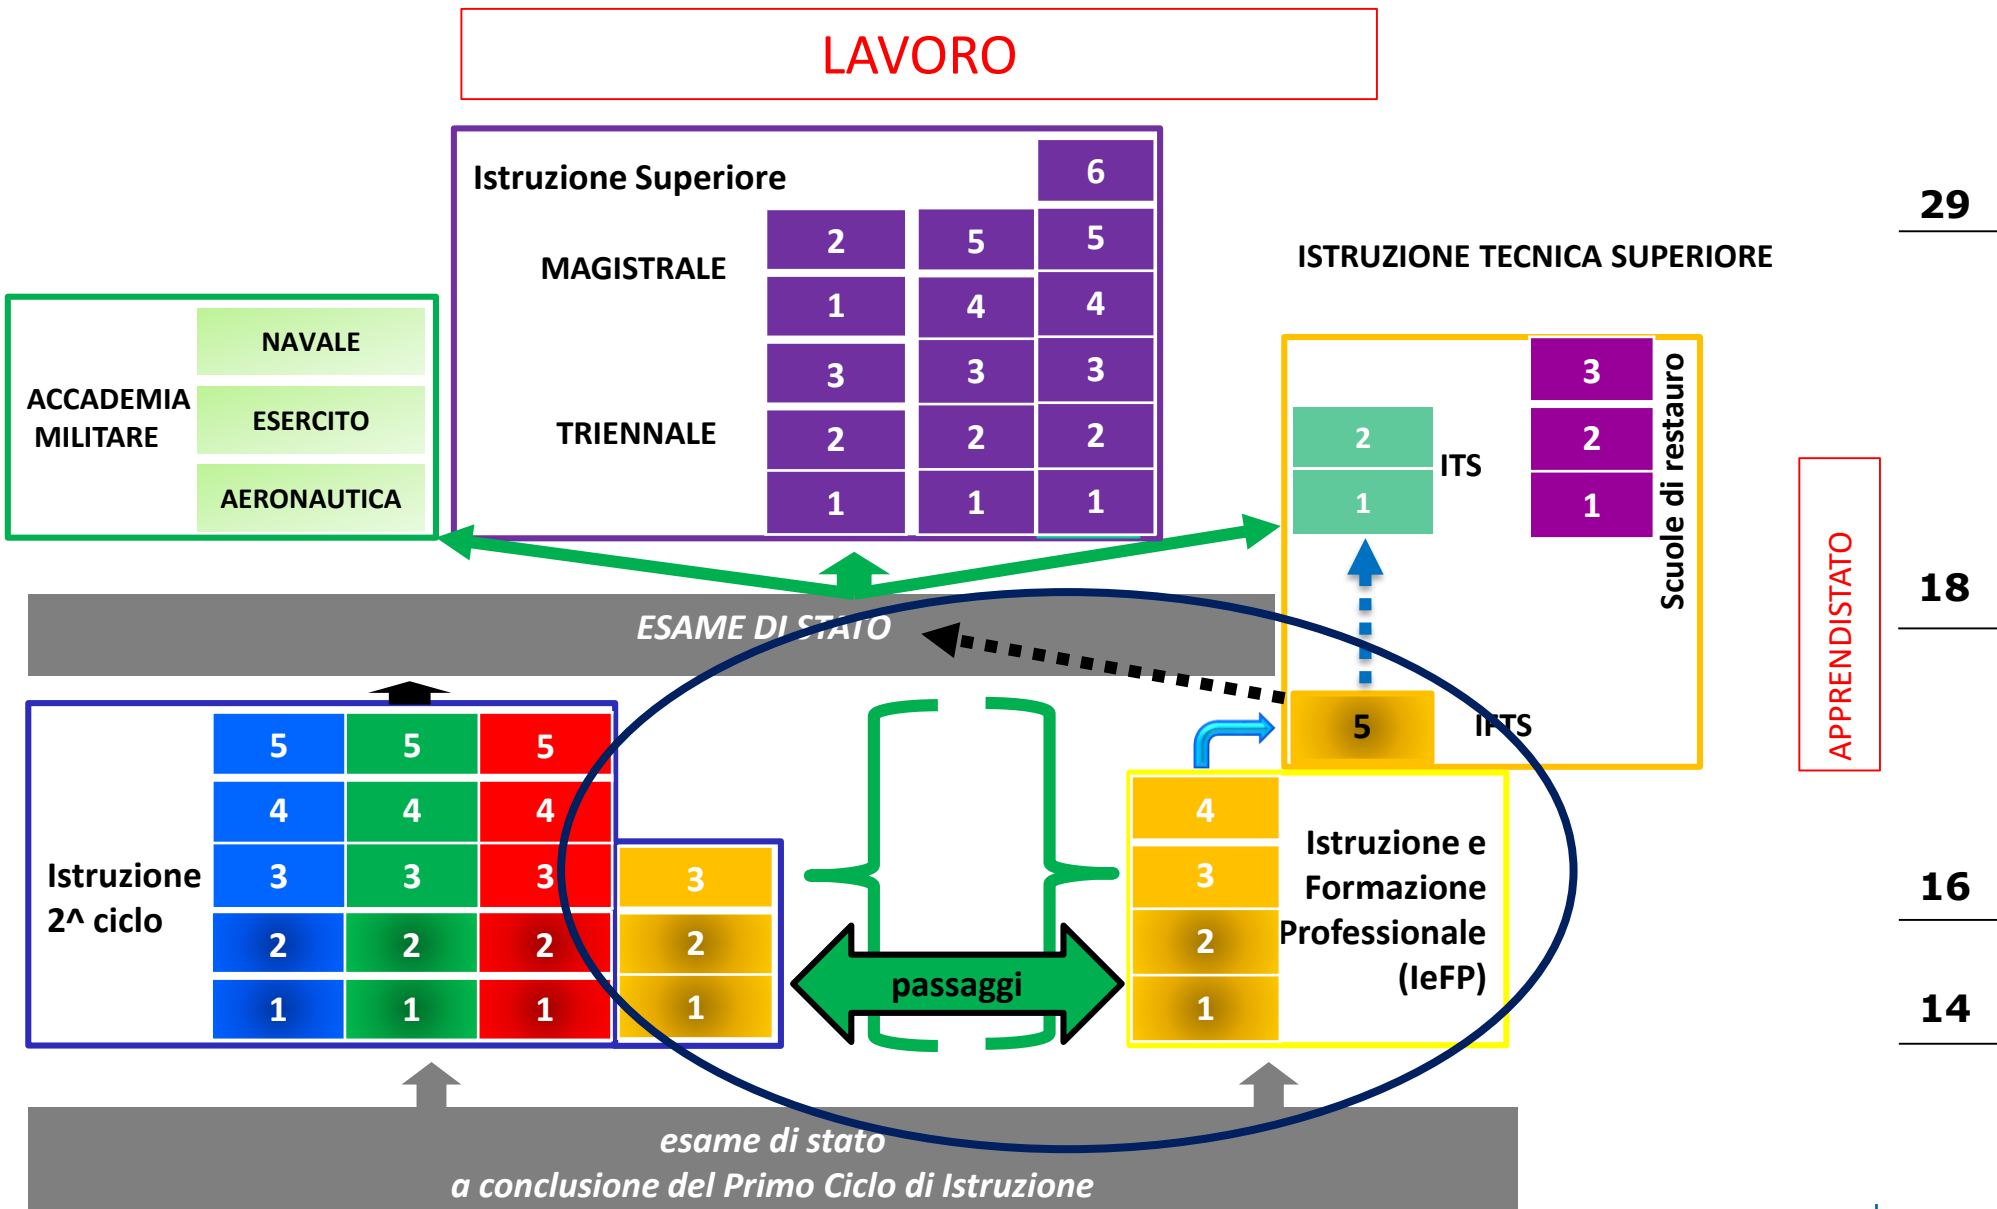 LAVORO
Istruzione Superiore
6
29
2 5 5
MAGISTRALE
ISTRUZIONE TECNICA SUPERIORE
1 4 4
NAVALE
3 3 3
3
ACCADEMIA
MILITARE
ESERCITO
TRIENNALE
2 2 2
2
2
ITS
Scuole di restauro
AERONAUTICA
1 1 1
1
1
APPRENDISTATO
18
ESAME DI STATO
5
IFTS
5 5 5
4 4 4
4
Istruzione
2^ ciclo
3 3 3
3
3
Istruzione e
Formazione
Professionale
(IeFP)
16
2 2 2
2
2
passaggi
1 1 1
1
1
14
esame di stato
a conclusione del Primo Ciclo di Istruzione